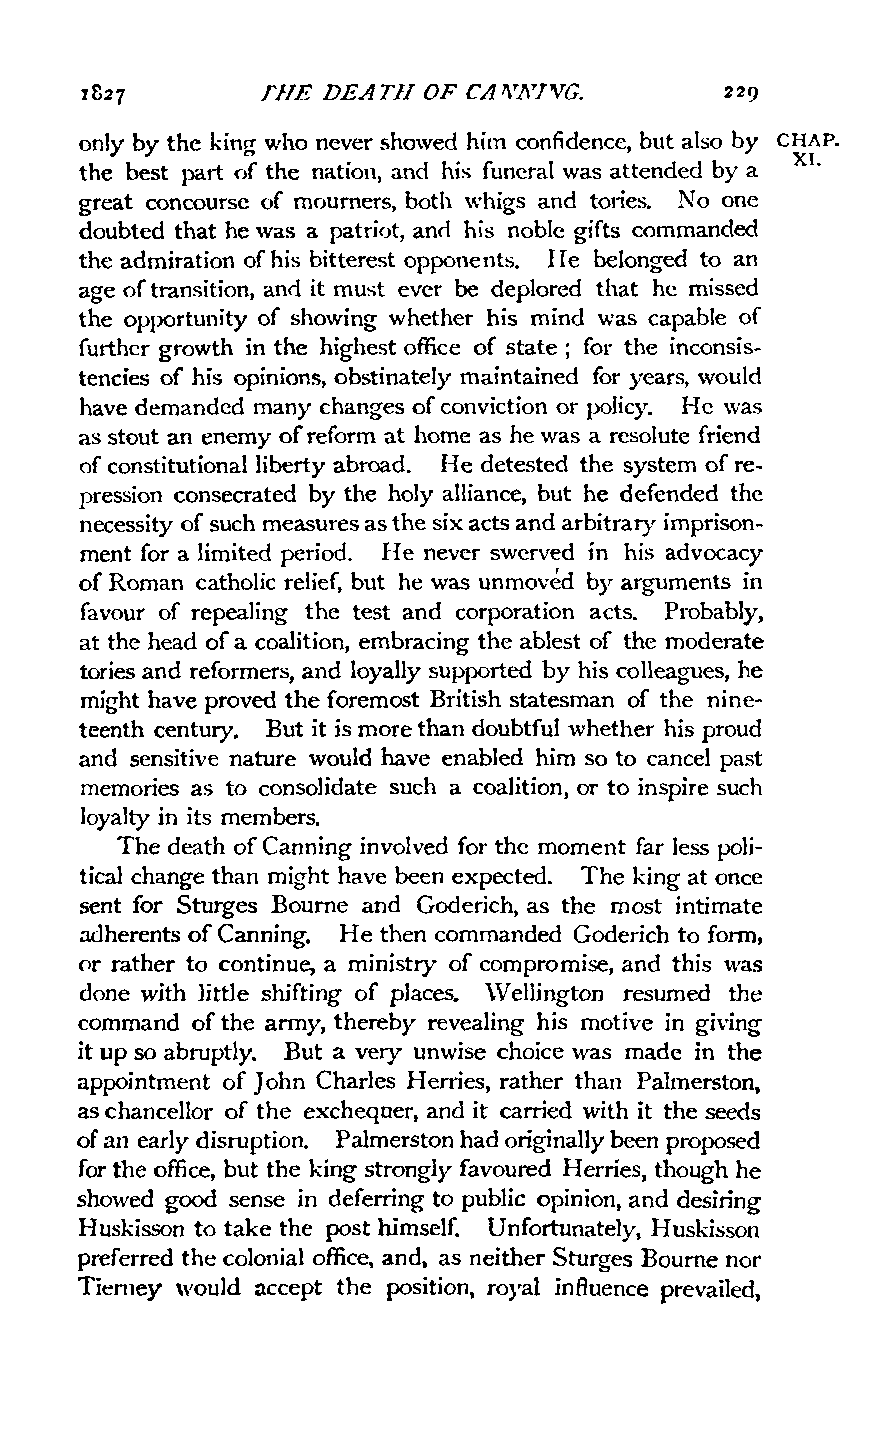 1827 THE DEATH OF CANNING. 229
only by the king who never showed him confidence, but also by CHAP. XI.
the best part of the nation, and his funeral was attended by a
great concourse of mourners, both whigs and tories. No one
doubted that he was a patriot, and his noble gifts commanded
the admiration of his bitterest opponents. He belonged to an
age of transition, and it must ever be deplored that he missed
the opportunity of showing whether his mind was capable of
further growth in the highest office of state ; for the inconsis-
tencies of his opinions, obstinately maintained for years, would
have demanded many changes of conviction or policy. He was
as stout an enemy of reform at home as he was a resolute friend
of constitutional liberty abroad. He detested the system of re-
pression consecrated by the holy alliance, but he defended the
necessity of such measures as the six acts and arbitrary imprison-
ment for a limited period. He never swerved in his advocacy
of Roman catholic relief, but he was unmoved by arguments in
favour of repealing the test and corporation acts. Probably,
at the head of a coalition, embracing the ablest of the moderate
tories and reformers, and loyally supported by his colleagues, he
might have proved the foremost British statesman of the nine-
teenth century. But it is more than doubtful whether his proud
and sensitive nature would have enabled him so to cancel past
memories as to consolidate such a coalition, or to inspire such
loyalty in its members.
The death of Canning involved for the moment far less poli-
tical change than might have been expected. The king at once
sent for Sturges Bourne and Goderich, as the most intimate
adherents of Canning. He then commanded Goderich to form,
or rather to continue, a ministry of compromise, and this was
done with little shifting of places. Wellington resumed the
command of the army, thereby revealing his motive in giving
it up so abruptly. But a very unwise choice was made in the
appointment of John Charles Herries, rather than Palmerston,
as chancellor of the exchequer, and it carried with it the seeds
of an early disruption. Palmerston had originally been proposed
for the office, but the king strongly favoured Herries, though he
showed good sense in deferring to public opinion, and desiring
Huskisson to take the post himself. Unfortunately, Huskisson
preferred the colonial office, and, as neither Sturges Bourne nor
Tierney would accept the position, royal influence prevailed,